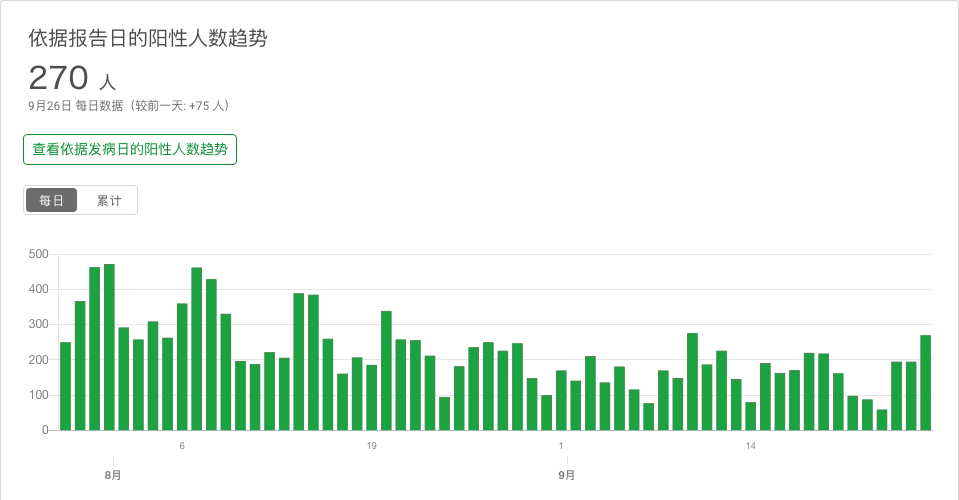 依据报告日的阳性人数趋势
270 人
9月26日 每日数据（较前一天: +75 人）
查看依据发病日的阳性人数趋势
每日 累计
500
400
300
200
100
0
6 19 1 14
8月 9月